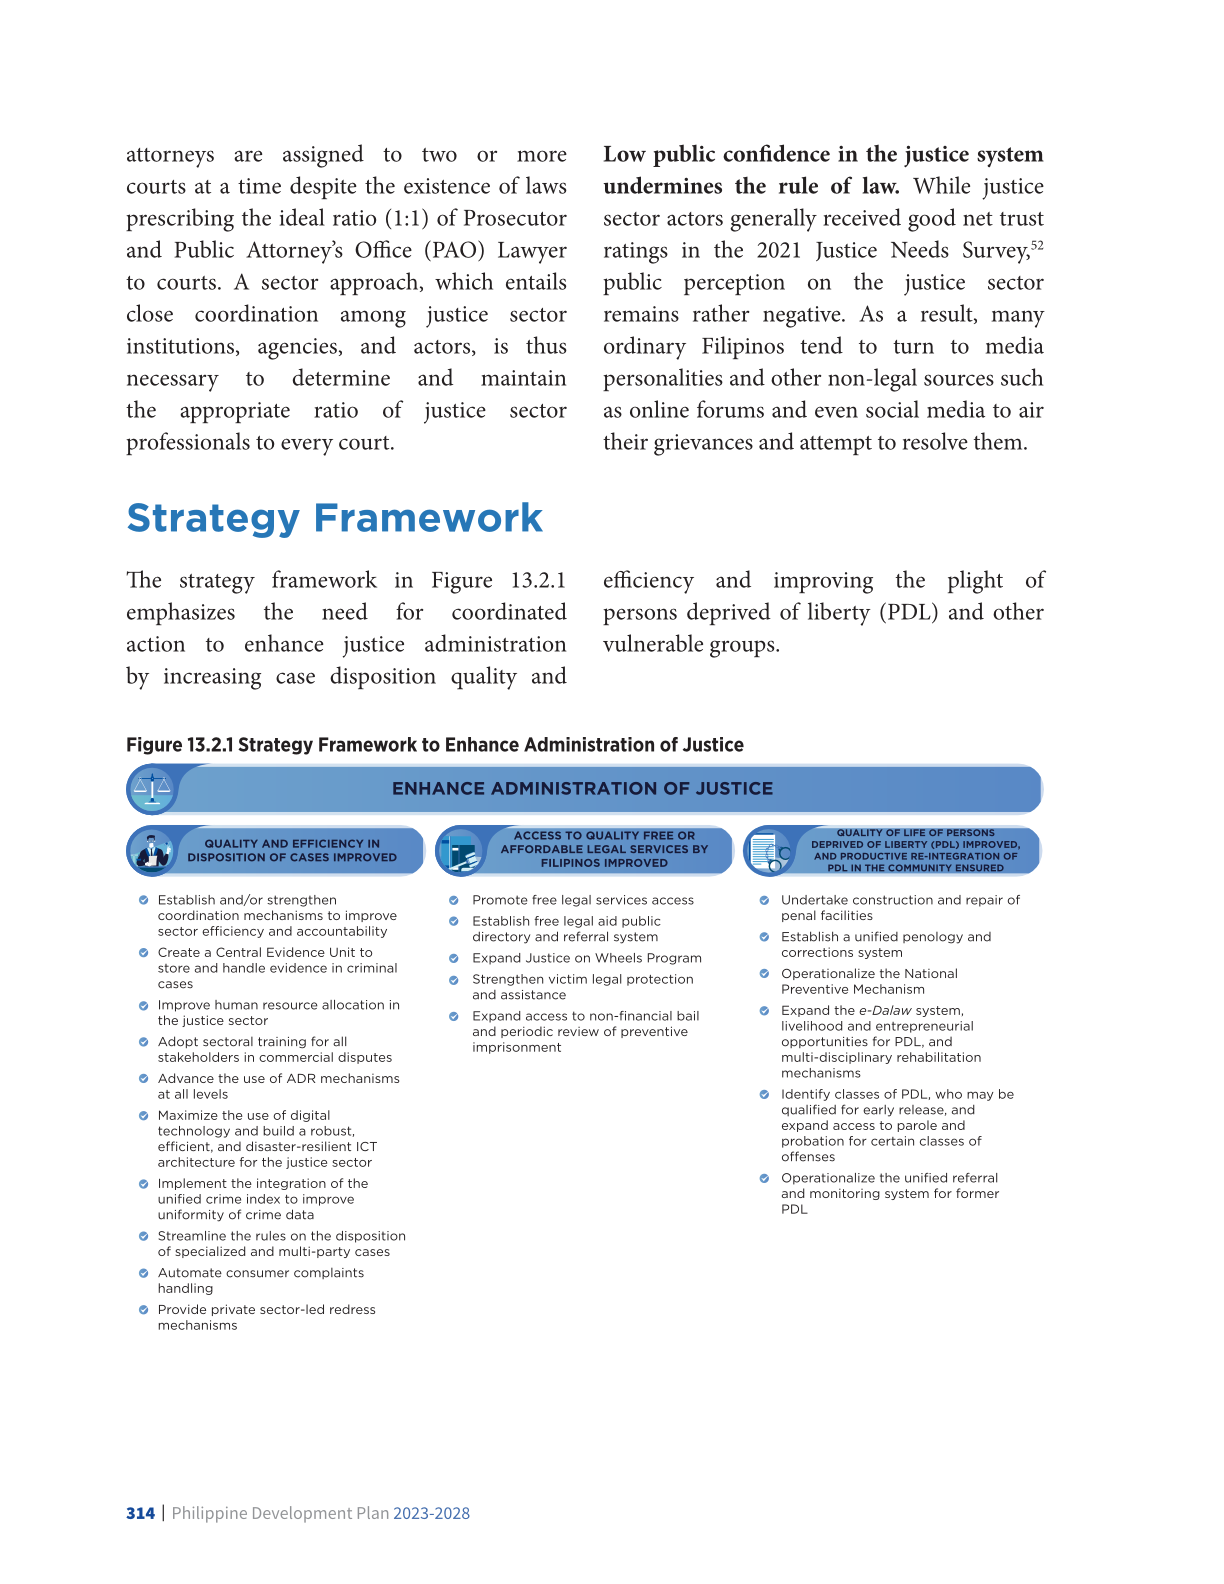 attorneys are assigned to two or more
courts at a time despite the existence of laws
prescribing the ideal ratio (1:1) of Prosecutor
and Public Attorney’s Office (PAO) Lawyer
to courts. A sector approach, which entails
close coordination among justice sector
institutions, agencies, and actors, is thus
necessary to determine and maintain
the appropriate ratio of justice sector
professionals to every court.
Low public confidence in the justice system
undermines the rule of law. While justice
sector actors generally received good net trust
ratings in the 2021 Justice Needs Survey,52
public perception on the justice sector
remains rather negative. As a result, many
ordinary Filipinos tend to turn to media
personalities and other non-legal sources such
as online forums and even social media to air
their grievances and attempt to resolve them.
Strategy Framework
The strategy framework in Figure 13.2.1
emphasizes the need for coordinated
action to enhance justice administration
by increasing case disposition quality and
efficiency and improving the plight of
persons deprived of liberty (PDL) and other
vulnerable groups.
Figure 13.2.1 Strategy Framework to Enhance Administration of Justice
ENHANCE ADMINISTRATION OF JUSTICE
QUALITY AND EFFICIENCY IN
DISPOSITION OF CASES IMPROVED
Establish and/or strengthen
coordination mechanisms to improve
sector efficiency and accountability
Create a Central Evidence Unit to
store and handle evidence in criminal
cases
Improve human resource allocation in
the justice sector
Adopt sectoral training for all
stakeholders in commercial disputes
Advance the use of ADR mechanisms
at all levels
Maximize the use of digital
technology and build a robust,
efficient, and disaster-resilient ICT
architecture for the justice sector
Implement the integration of the
unified crime index to improve
uniformity of crime data
Streamline the rules on the disposition
of specialized and multi-party cases
Automate consumer complaints
handling
Provide private sector-led redress
mechanisms
ACCESS TO QUALITY FREE OR
AFFORDABLE LEGAL SERVICES BY
FILIPINOS IMPROVED
Promote free legal services access
Establish free legal aid public
directory and referral system
Expand Justice on Wheels Program
Strengthen victim legal protection
and assistance
Expand access to non-financial bail
and periodic review of preventive
imprisonment
QUALITY OF LIFE OF PERSONS
DEPRIVED OF LIBERTY (PDL) IMPROVED,
AND PRODUCTIVE RE-INTEGRATION OF
PDL IN THE COMMUNITY ENSURED
Undertake construction and repair of
penal facilities
Establish a unified penology and
corrections system
Operationalize the National
Preventive Mechanism
Expand the e-Dalaw system,
livelihood and entrepreneurial
opportunities for PDL, and
multi-disciplinary rehabilitation
mechanisms
Identify classes of PDL, who may be
qualified for early release, and
expand access to parole and
probation for certain classes of
offenses
Operationalize the unified referral
and monitoring system for former
PDL
314 | Philippine Development Plan 2023-2028